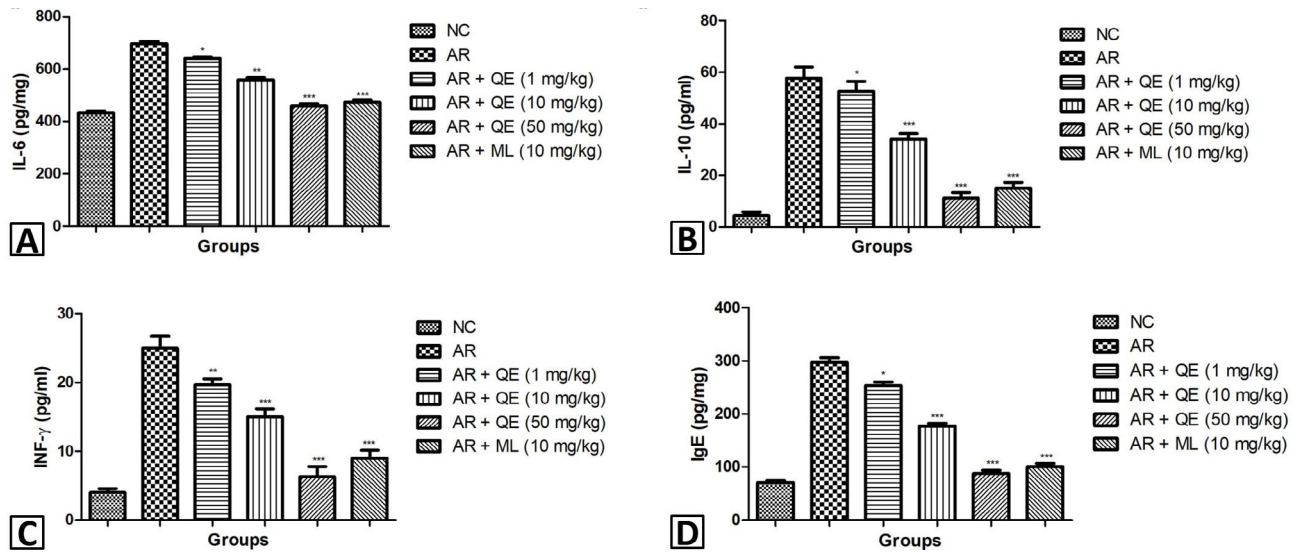 800
600
400
200
0
IL-6 (pg/mg)
*
**
***
***
Groups
A
NC
AR
AR + QE (1 mg/kg)
AR + QE (10 mg/kg)
AR + QE (50 mg/kg)
AR + ML (10 mg/kg)
80
60
40
20
0
IL-10 (pg/ml)
*
***
***
***
Groups
B
NC
AR
AR + QE (1 mg/kg)
AR + QE (10 mg/kg)
AR + QE (50 mg/kg)
AR + ML (10 mg/kg)
30
20
10
0
INF-γ (pg/ml)
**
***
***
***
Groups
C
NC
AR
AR + QE (1 mg/kg)
AR + QE (10 mg/kg)
AR + QE (50 mg/kg)
AR + ML (10 mg/kg)
400
300
200
100
0
IgE (pg/mg)
*
***
***
***
Groups
D
NC
AR
AR + QE (1 mg/kg)
AR + QE (10 mg/kg)
AR + QE (50 mg/kg)
AR + ML (10 mg/kg)